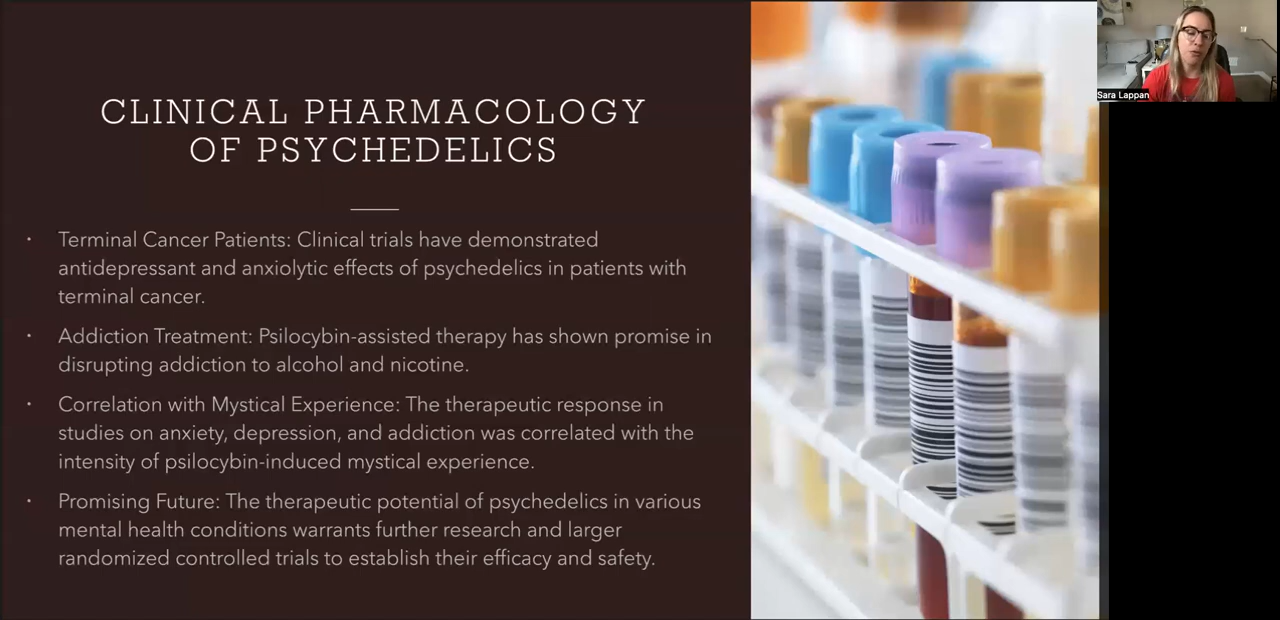 CLINICAL PHARMACOLOGY
OF PSYCHEDELICS
• Terminal Cancer Patients: Clinical trials have demonstrated
antidepressant and anxiolytic effects of psychedelics in patients with
terminal cancer.
• Addiction Treatment: Psilocybin-assisted therapy has shown promise in
disrupting addiction to alcohol and nicotine.
• Correlation with Mystical Experience: The therapeutic response in
studies on anxiety, depression, and addiction was correlated with the
intensity of psilocybin-induced mystical experience.
• Promising Future: The therapeutic potential of psychedelics in various
mental health conditions warrants further research and larger
randomized controlled trials to establish their efficacy and safety.
Sara Lappan